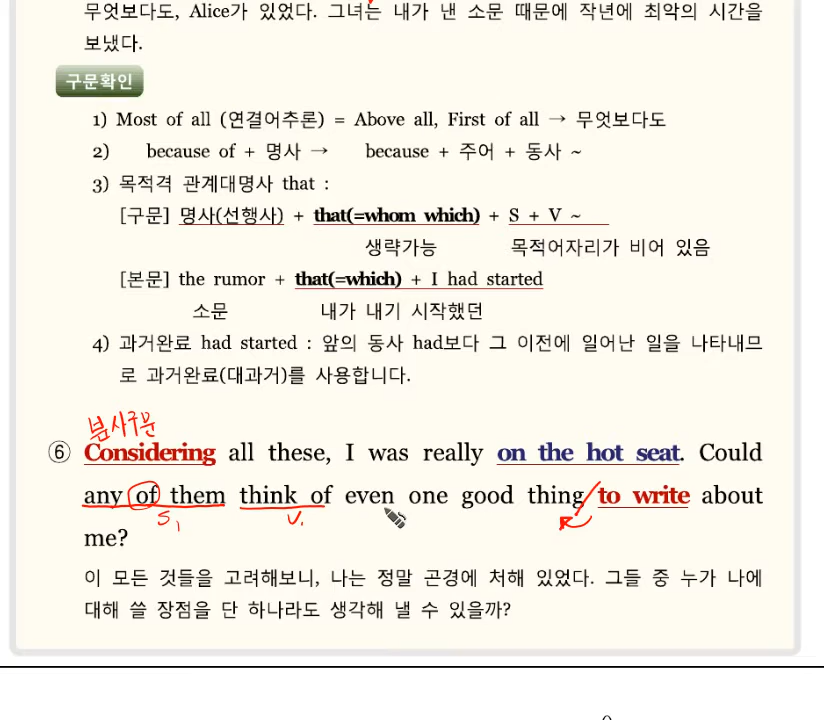 무엇보다도, Alice가 있었다. 그녀는 내가 낸 소문 때문에 작년에 최악의 시간을
보냈다.
구문확인
1) Most of all (연결어추론) = Above all, First of all → 무엇보다도
2) because of + 명사 → because + 주어 + 동사 ~
3) 목적격 관계대명사 that :
[구문] 명사(선행사) + that(=whom which) + S + V ~
생략가능 목적어자리가 비어 있음
[본문] the rumor + that(=which) + I had started
소문 내가 내기 시작했던
4) 과거완료 had started : 앞의 동사 had보다 그 이전에 일어난 일을 나타내므
로 과거완료(대과거)를 사용합니다.
분사구문
⑥ Considering all these, I was really on the hot seat. Could
any of them think of even one good thing to write about
S, V.
me?
이 모든 것들을 고려해보니, 나는 정말 곤경에 처해 있었다. 그들 중 누가 나에
대해 쓸 장점을 단 하나라도 생각해 낼 수 있을까?